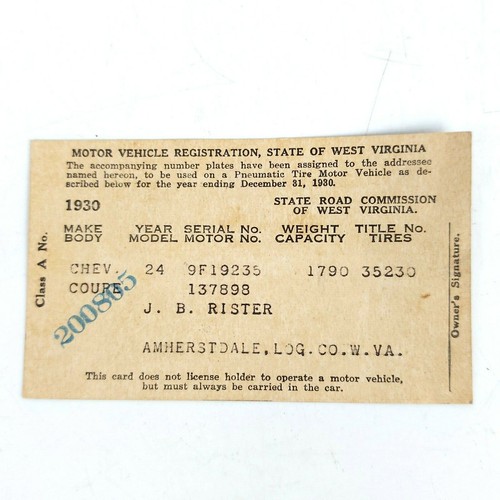 MOTOR VEHICLE REGISTRATION, STATE OF WEST VIRGINIA
The accompanying number plates have been assigned to the addressee
named hereon, to be used on a Pneumatic Tire Motor Vehicle as de-
scribed below for the year ending December 31, 1930.
1930 STATE ROAD COMMISSION
OF WEST VIRGINIA.
MAKE YEAR SERIAL No. WEIGHT TITLE No.
BODY MODEL MOTOR No. CAPACITY TIRES
CHEV. 24 9F19235 1790 35230
COUPE 137898
J. B. RISTER
AMHERSTDALE, LOG.CO.W.VA.
This card does not license holder to operate a motor vehicle,
but must always be carried in the car.
Class A No.
200865
Owner's Signature.